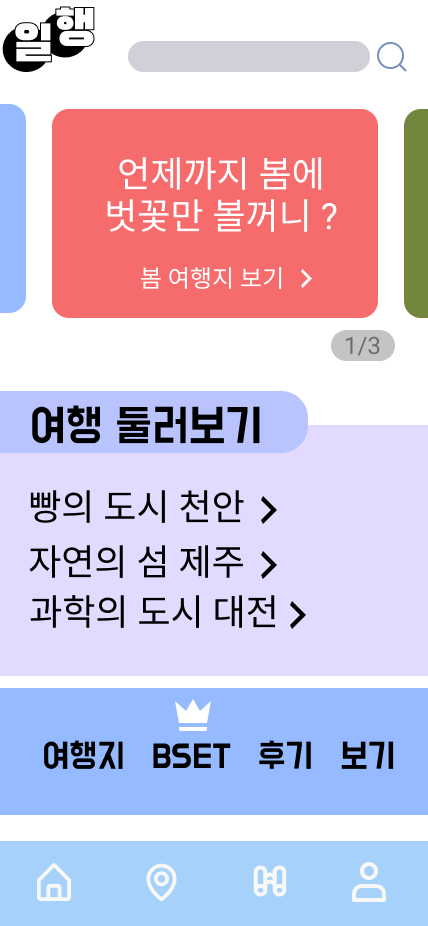 일행
언제까지 봄에
벗꽃만 볼꺼니 ?
봄 여행지 보기
1/3
여행 둘러보기
빵의 도시 천안
자연의 섬 제주
과학의 도시 대전
여행지 BSET 후기 보기